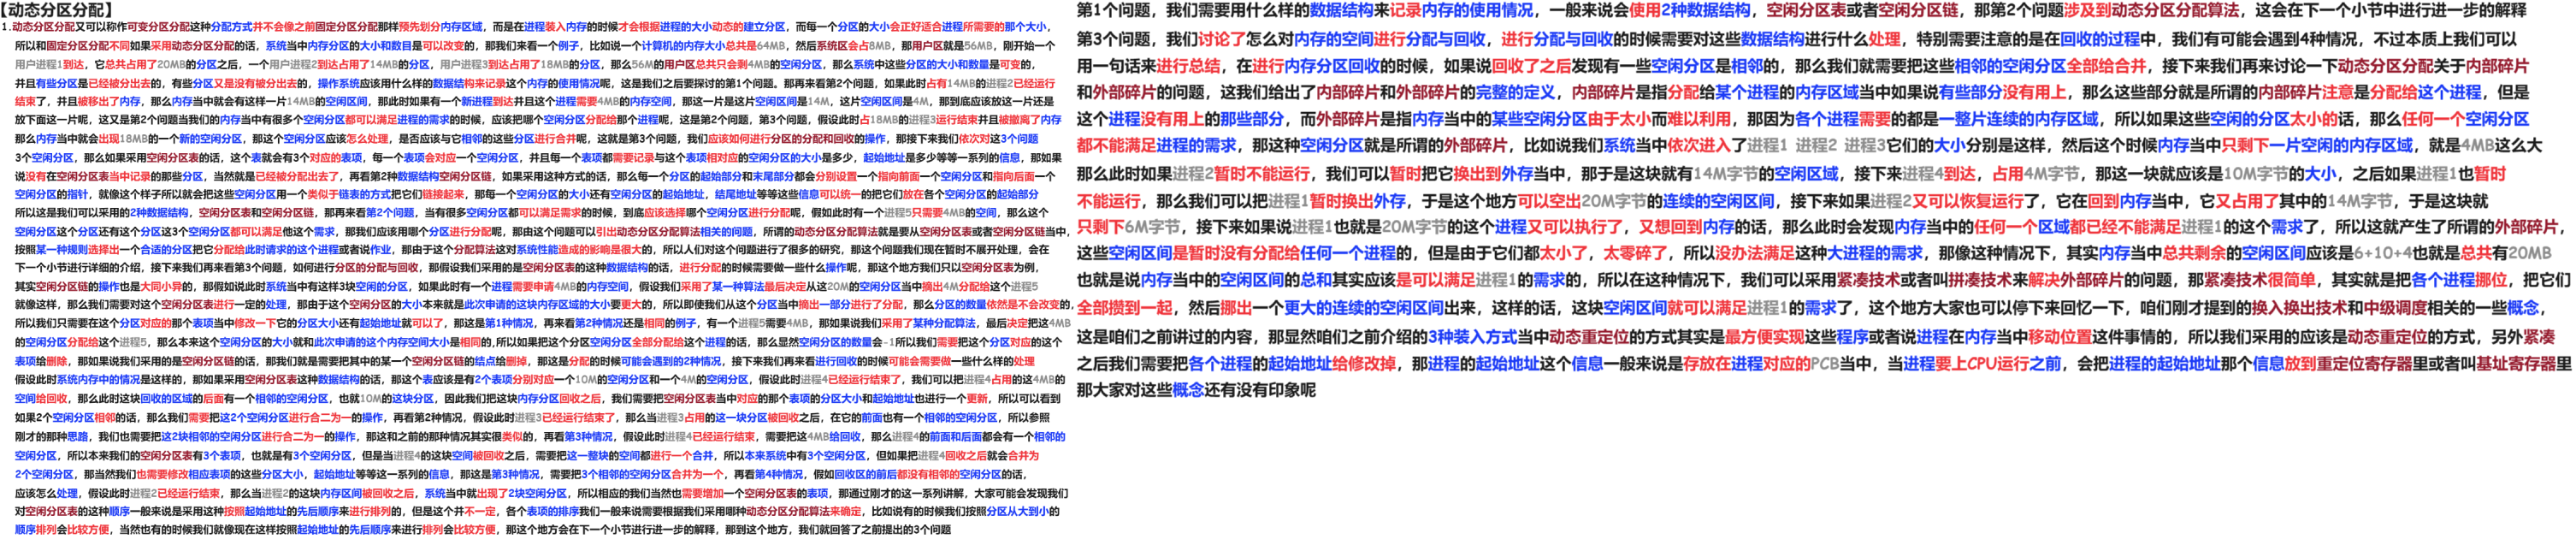 【动态分区分配】
1.动态分区分配又可以称作可变分区分配这种分配方式并不会像之前固定分区分配那样预先划分内存区域，而是在进程装入内存的时候才会根据进程的大小动态的建立分区，而每一个分区的大小会正好适合进程所需要的那个大小，
所以和固定分区分配不同如果采用动态分区分配的话，系统当中内存分区的大小和数目是可以改变的，那我们来看一个例子，比如说一个计算机的内存大小总共是64MB，然后系统区会占8MB，那用户区就是56MB，刚开始一个
用户进程1到达，它总共占用了20MB的分区之后，一个用户进程2到达占用了14MB的分区，用户进程3到达占用了18MB的分区，那么56M的用户区总共只会剩4MB的空闲分区，那么系统中这些分区的大小和数量是可变的，
并且有些分区是已经被分出去的，有些分区又是没有被分出去的，操作系统应该用什么样的数据结构来记录这个内存的使用情况呢，这是我们之后要探讨的第1个问题。那再来看第2个问题，如果此时占有14MB的进程2已经运行
结束了，并且被移出了内存，那么内存当中就会有这样一片14MB的空闲区间，那此时如果有一个新进程到达并且这个进程需要4MB的内存空间，那这一片是这片空闲区间是14M，这片空闲区间是4M，那到底应该放这一片还是
放下面这一片呢，这又是第2个问题当我们的内存当中有很多个空闲分区都可以满足进程的需求的时候，应该把哪个空闲分区分配给那个进程呢，这是第2个问题，第3个问题，假设此时占18MB的进程3运行结束并且被撤离了内存
那么内存当中就会出现18MB的一个新的空闲分区，那这个空闲分区应该怎么处理，是否应该与它相邻的这些分区进行合并呢，这就是第3个问题，我们应该如何进行分区的分配和回收的操作，那接下来我们依次对这3个问题
3个空闲分区，那么如果采用空闲分区表的话，这个表就会有3个对应的表项，每一个表项会对应一个空闲分区，并且每一个表项都需要记录与这个表项相对应的空闲分区的大小是多少，起始地址是多少等等一系列的信息，那如果
说没有在空闲分区表当中记录的那些分区，当然就是已经被分配出去了，再看第2种数据结构空闲分区链，如果采用这种方式的话，那么每一个分区的起始部分和末尾部分都会分别设置一个指向前面一个空闲分区和指向后面一个
空闲分区的指针，就像这个样子所以就会把这些空闲分区用一个类似于链表的方式把它们链接起来，那每一个空闲分区的大小还有空闲分区的起始地址，结尾地址等等这些信息可以统一的把它们放在各个空闲分区的起始部分
所以这是我们可以采用的2种数据结构，空闲分区表和空闲分区链，那再来看第2个问题，当有很多空闲分区都可以满足需求的时候，到底应该选择哪个空闲分区进行分配呢，假如此时有一个进程5只需要4MB的空间，那么这个
空闲分区这个分区还有这个分区这3个空闲分区都可以满足他这个需求，那我们应该用哪个分区进行分配呢，那由这个问题可以引出动态分区分配算法相关的问题，所谓的动态分区分配算法就是要从空闲分区表或者空闲分区链当中，
按照某一种规则选择出一个合适的分区把它分配给此时请求的这个进程或者说作业，那由于这个分配算法这对系统性能造成的影响是很大的，所以人们对这个问题进行了很多的研究，那这个问题我们现在暂时不展开处理，会在
下一个小节进行详细的介绍，接下来我们再来看第3个问题，如何进行分区的分配与回收，那假设我们采用的是空闲分区表的这种数据结构的话，进行分配的时候需要做一些什么操作呢，那这个地方我们只以空闲分区表为例，
其实空闲分区链的操作也是大同小异的，那假如说此时系统当中有这样3块空闲的分区，如果此时有一个进程需要申请4MB的内存空间，假设我们采用了某一种算法最后决定从这20M的空闲分区当中摘出4M分配给这个进程5
就像这样，那么我们需要对这个空闲分区表进行一定的处理，那由于这个空闲分区的大小本来就是比此次申请的这块内存区域的大小要更大的，所以即使我们从这个分区当中摘出一部分进行了分配，那么分区的数量依然是不会改变的，
所以我们只需要在这个分区对应的那个表项当中修改一下它的分区大小还有起始地址就可以了，那这是第1种情况，再来看第2种情况还是相同的例子，有一个进程5需要4MB，那如果说我们采用了某种分配算法，最后决定把这4MB
的空闲分区分配给这个进程5，那么本来这个空闲分区的大小就和此次申请的这个内存空间大小是相同的,所以如果把这个分区空闲分区全部分配给这个进程的话，那么显然空闲分区的数量会-1所以我们需要把这个分区对应的这个
表项给删除，那如果说我们采用的是空闲分区链的话，那我们就是需要把其中的某一个空闲分区链的结点给删掉，那这是分配的时候可能会遇到的2种情况，接下来我们再来看进行回收的时候可能会需要做一些什么样的处理
假设此时系统内存中的情况是这样的，那如果采用空闲分区表这种数据结构的话，那这个表应该是有2个表项分别对应一个10M的空闲分区和一个4M的空闲分区，假设此时进程4已经运行结束了，我们可以把进程4占用的这4MB的
空间给回收，那么此时这块回收的区域的后面有一个相邻的空闲分区，也就10M的这块分区，因此我们把这块内存分区回收之后，我们需要把空闲分区表当中对应的那个表项的分区大小和起始地址也进行一个更新，所以可以看到
如果2个空闲分区相邻的话，那么我们需要把这2个空闲分区进行合二为一的操作，再看第2种情况，假设此时进程3已经运行结束了，那么当进程3占用的这一块分区被回收之后，在它的前面也有一个相邻的空闲分区，所以参照
刚才的那种思路，我们也需要把这2块相邻的空闲分区进行合二为一的操作，那这和之前的那种情况其实很类似的，再看第3种情况，假设此时进程4已经运行结束，需要把这4MB给回收，那么进程4的前面和后面都会有一个相邻的
空闲分区，所以本来我们的空闲分区表有3个表项，也就是有3个空闲分区，但是当进程4的这块空间被回收之后，需要把这一整块的空间都进行一个合并，所以本来系统中有3个空闲分区，但如果把进程4回收之后就会合并为
2个空闲分区，那当然我们也需要修改相应表项的这些分区大小，起始地址等等这一系列的信息，那这是第3种情况，需要把3个相邻的空闲分区合并为一个，再看第4种情况，假如回收区的前后都没有相邻的空闲分区的话，
应该怎么处理，假设此时进程2已经运行结束，那么当进程2的这块内存区间被回收之后，系统当中就出现了2块空闲分区，所以相应的我们当然也需要增加一个空闲分区表的表项，那通过刚才的这一系列讲解，大家可能会发现我们
对空闲分区表的这种顺序一般来说是采用这种按照起始地址的先后顺序来进行排列的，但是这个并不一定，各个表项的排序我们一般来说需要根据我们采用哪种动态分区分配算法来确定，比如说有的时候我们按照分区从大到小的
顺序排列会比较方便，当然也有的时候我们就像现在这样按照起始地址的先后顺序来进行排列会比较方便，那这个地方会在下一个小节进行进一步的解释，那到这个地方，我们就回答了之前提出的3个问题
第1个问题，我们需要用什么样的数据结构来记录内存的使用情况，一般来说会使用2种数据结构，空闲分区表或者空闲分区链，那第2个问题涉及到动态分区分配算法，这会在下一个小节中进行进一步的解释
第3个问题，我们讨论了怎么对内存的空间进行分配与回收，进行分配与回收的时候需要对这些数据结构进行什么处理，特别需要注意的是在回收的过程中，我们有可能会遇到4种情况，不过本质上我们可以
用一句话来进行总结，在进行内存分区回收的时候，如果说回收了之后发现有一些空闲分区是相邻的，那么我们就需要把这些相邻的空闲分区全部给合并，接下来我们再来讨论一下动态分区分配关于内部碎片
和外部碎片的问题，这我们给出了内部碎片和外部碎片的完整的定义，内部碎片是指分配给某个进程的内存区域当中如果说有些部分没有用上，那么这些部分就是所谓的内部碎片注意是分配给这个进程，但是
这个进程没有用上的那些部分，而外部碎片是指内存当中的某些空闲分区由于太小而难以利用，那因为各个进程需要的都是一整片连续的内存区域，所以如果这些空闲的分区太小的话，那么任何一个空闲分区
都不能满足进程的需求，那这种空闲分区就是所谓的外部碎片，比如说我们系统当中依次进入了进程1 进程2 进程3它们的大小分别是这样，然后这个时候内存当中只剩下一片空闲的内存区域，就是4MB这么大
那么此时如果进程2暂时不能运行，我们可以暂时把它换出到外存当中，那于是这块就有14M字节的空闲区域，接下来进程4到达，占用4M字节，那这一块就应该是10M字节的大小，之后如果进程1也暂时
不能运行，那么我们可以把进程1暂时换出外存，于是这个地方可以空出20M字节的连续的空闲区间，接下来如果进程2又可以恢复运行了，它在回到内存当中，它又占用了其中的14M字节，于是这块就
只剩下6M字节，接下来如果说进程1也就是20M字节的这个进程又可以执行了，又想回到内存的话，那么此时会发现内存当中的任何一个区域都已经不能满足进程1的这个需求了，所以这就产生了所谓的外部碎片，
这些空闲区间是暂时没有分配给任何一个进程的，但是由于它们都太小了，太零碎了，所以没办法满足这种大进程的需求，那像这种情况下，其实内存当中总共剩余的空闲区间应该是6+10+4也就是总共有20MB
也就是说内存当中的空闲区间的总和其实应该是可以满足进程1的需求的，所以在这种情况下，我们可以采用紧凑技术或者叫拼凑技术来解决外部碎片的问题，那紧凑技术很简单，其实就是把各个进程挪位，把它们
全部攒到一起，然后挪出一个更大的连续的空闲区间出来，这样的话，这块空闲区间就可以满足进程1的需求了，这个地方大家也可以停下来回忆一下，咱们刚才提到的换入换出技术和中级调度相关的一些概念，
这是咱们之前讲过的内容，那显然咱们之前介绍的3种装入方式当中动态重定位的方式其实是最方便实现这些程序或者说进程在内存当中移动位置这件事情的，所以我们采用的应该是动态重定位的方式，另外紧凑
之后我们需要把各个进程的起始地址给修改掉，那进程的起始地址这个信息一般来说是存放在进程对应的PCB当中，当进程要上CPU运行之前，会把进程的起始地址那个信息放到重定位寄存器里或者叫基址寄存器里
那大家对这些概念还有没有印象呢